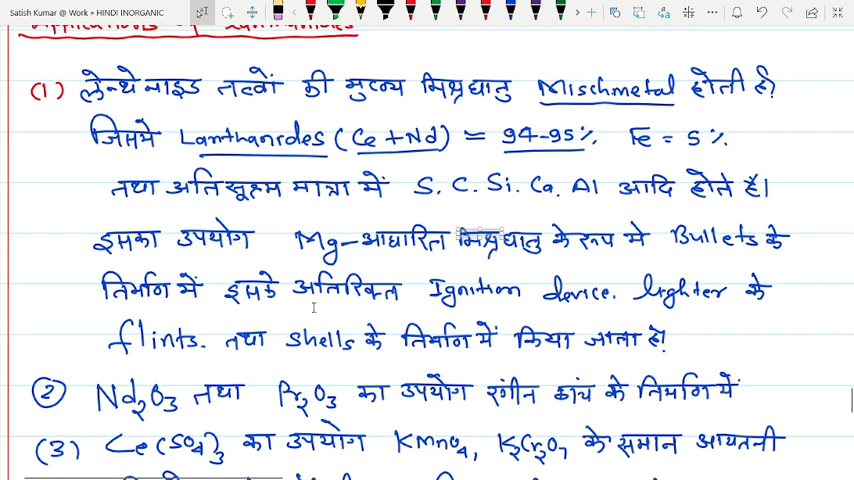 Satish Kumar @ Work » HINDI INORGANIC
(1) लेन्थेनाइड तत्वों की मुख्य मिश्रधातु Mischmetal होती है
जिसमें Lanthanides (Ce+Nd) = 94-95%, Fe = 5%
तथा अतिसूक्ष्म मात्रा में S. C. Si. Ca. Al आदि होते है।
इसका उपयोग Mg-आधारित मिश्रधातु के रूप मे Bullets के
निर्माण में इसके अतिरिक्त Ignition device. lighter के
flints. तथा shells के निर्माण में किया जाता है।
② Nd₂O₃ तथा Pr₂O₃ का उपयोग रंगीन कांच के निर्माण में
(3) Ce(SO₄)₃ का उपयोग KMnO₄, K₂Cr₂O₇ के समान आयतनी